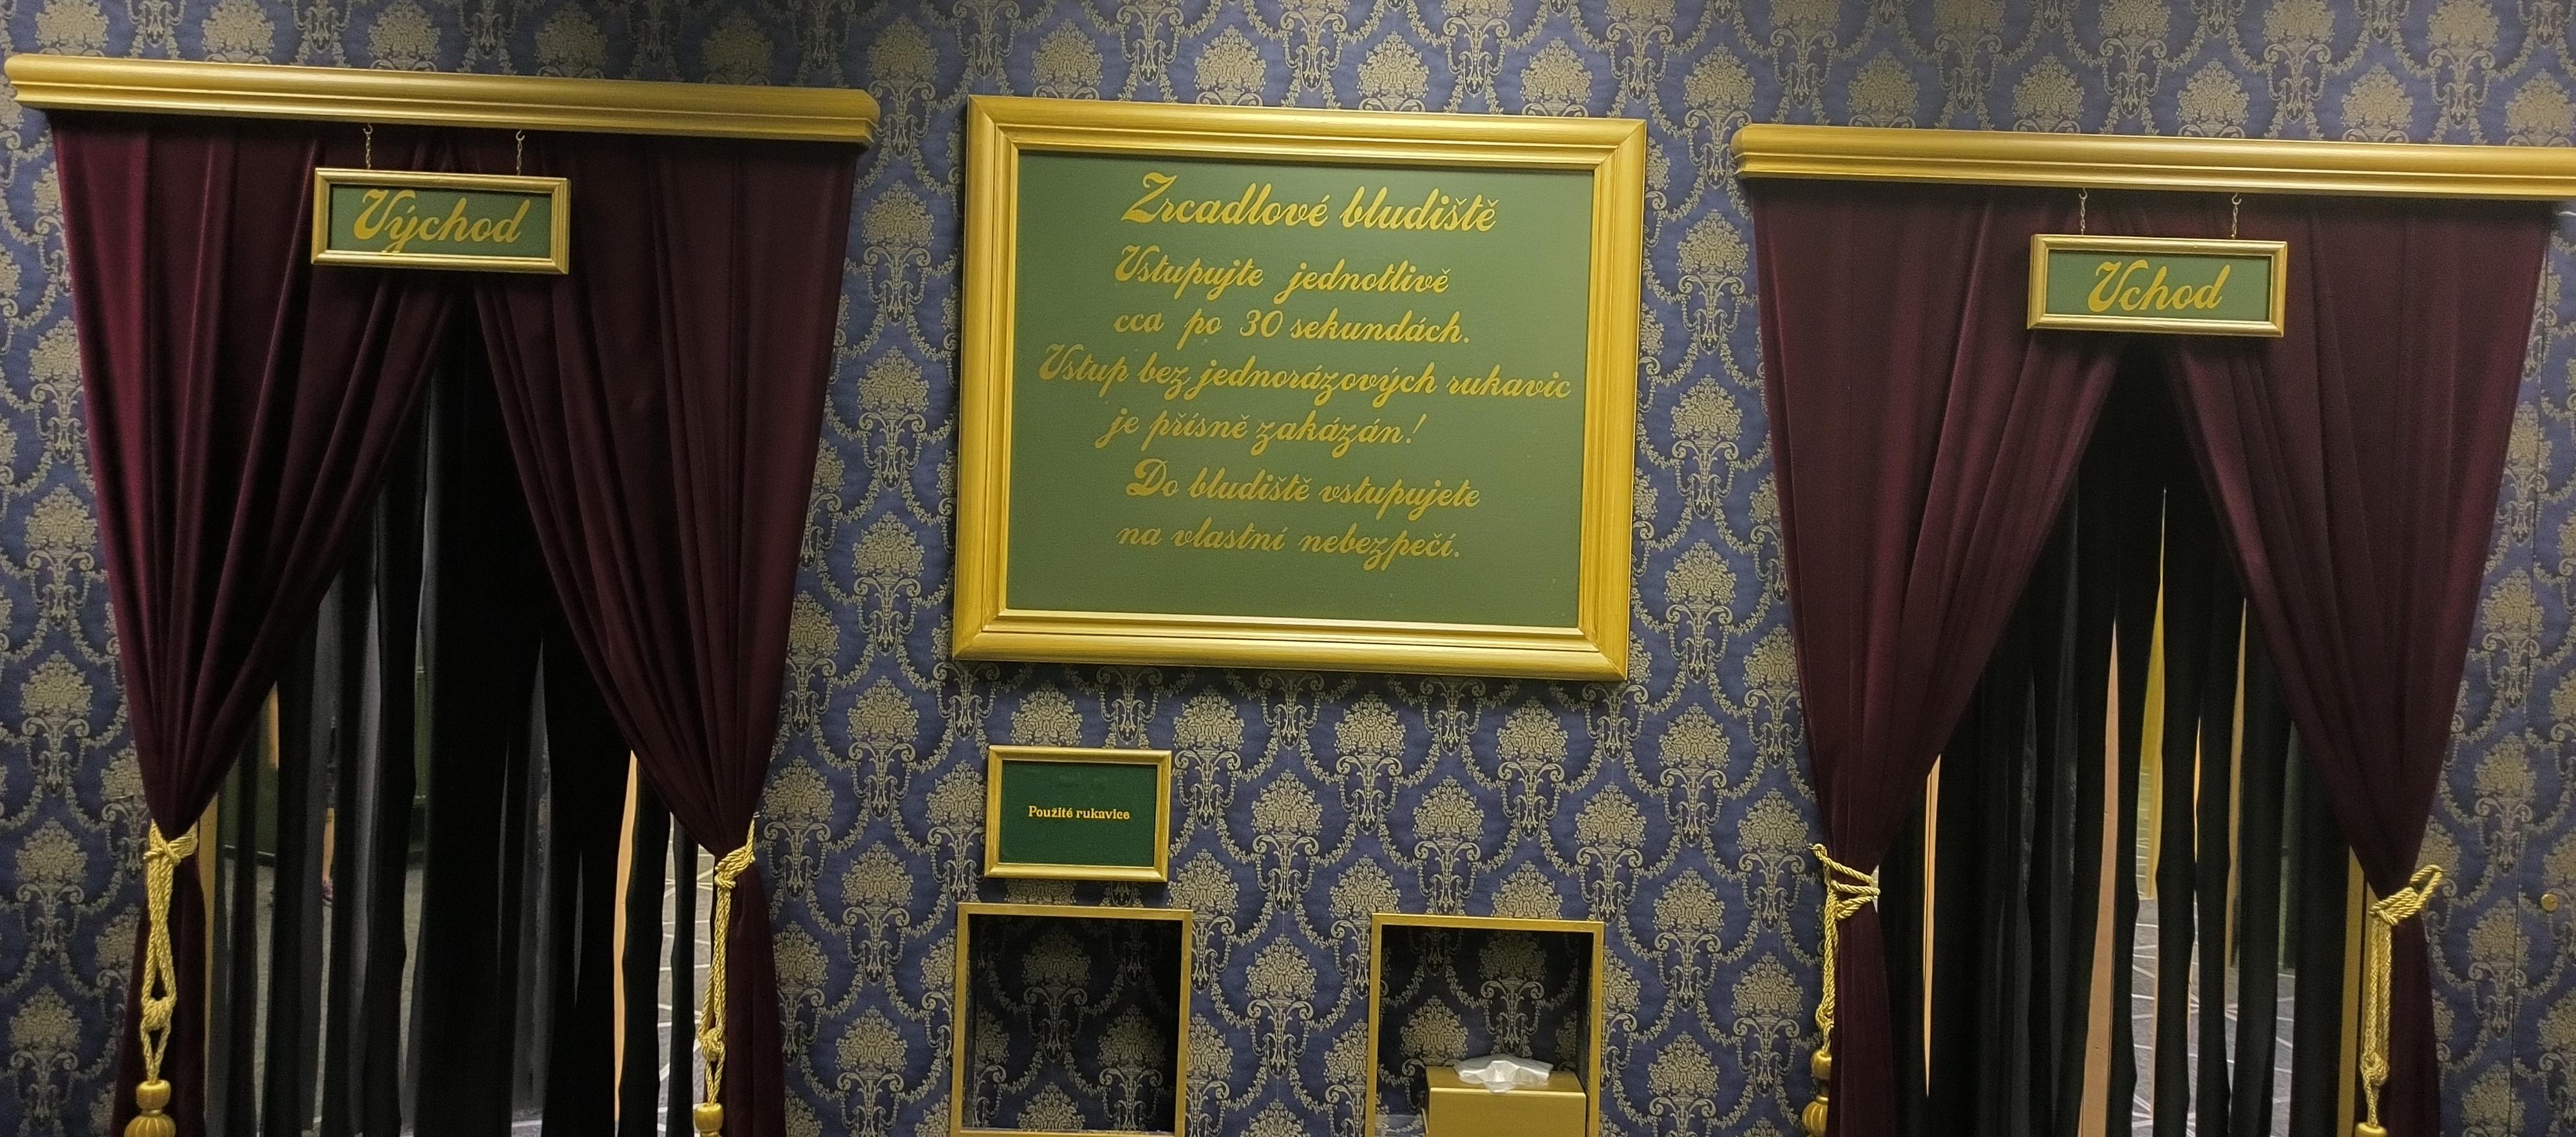 Východ
Zrcadlové bludiště
Vstupujte jednotlivě
cca po 30 sekundách.
Vstup bez jednorázových rukavic
je přísně zakázán!
Do bludiště vstupujete
na vlastní nebezpečí.
Vchod
Použité rukavice